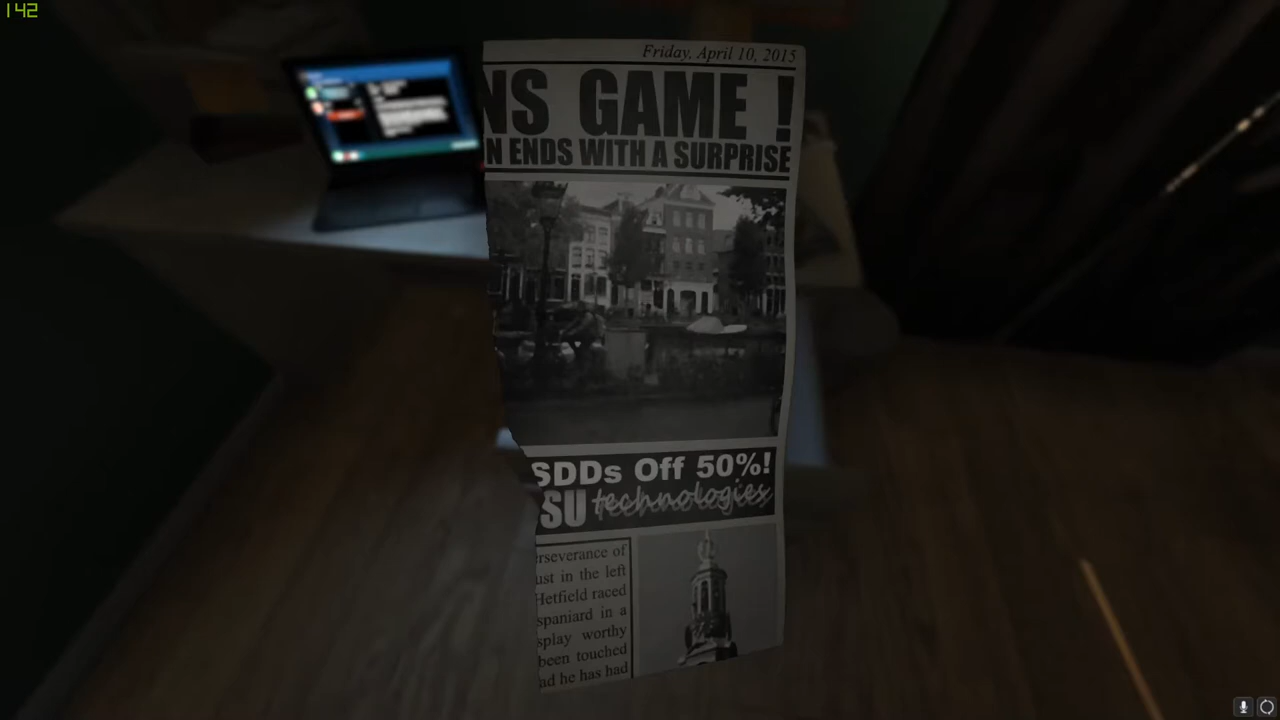 142
Friday, April 10, 2015
NS GAME !
N ENDS WITH A SURPRISE
SDDs Off 50%!
SU technologies
erseverance of
ust in the left
Hetfield raced
spaniard in a
splay worthy
been touched
ad he has had